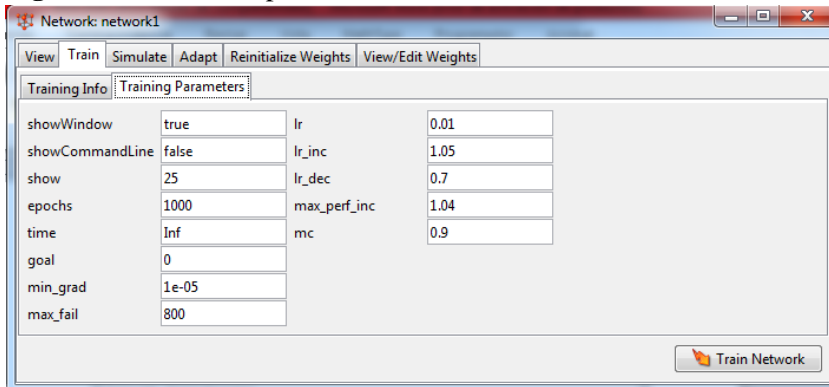 Network: network1
View Train Simulate Adapt Reinitialize Weights View/Edit Weights
Training Info Training Parameters
showWindow true lr 0.01
showCommandLine false lr_inc 1.05
show 25 lr_dec 0.7
epochs 1000 max_perf_inc 1.04
time Inf mc 0.9
goal 0
min_grad 1e-05
max_fail 800
Train Network